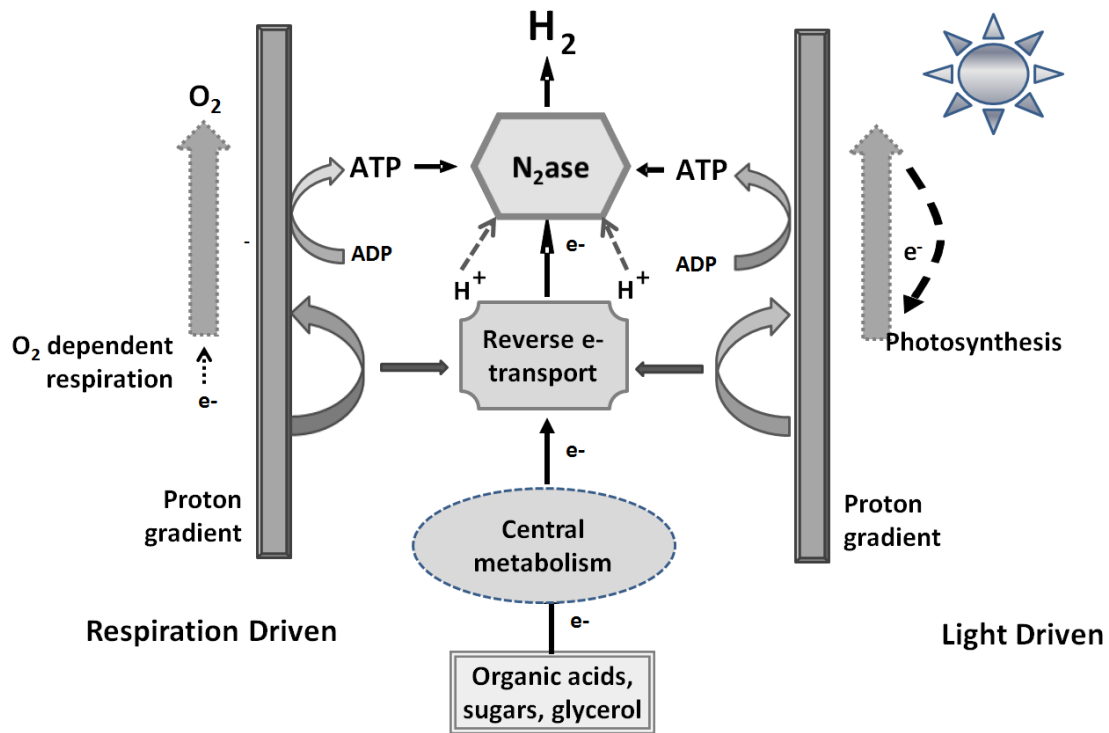 H2
O2
ATP
N2ase
ATP
ADP
e-
ADP
e-
H+
H+
O2 dependent
respiration
e-
Reverse e-
transport
Photosynthesis
e-
Proton
gradient
Central
metabolism
Proton
gradient
e-
Respiration Driven
Light Driven
Organic acids,
sugars, glycerol